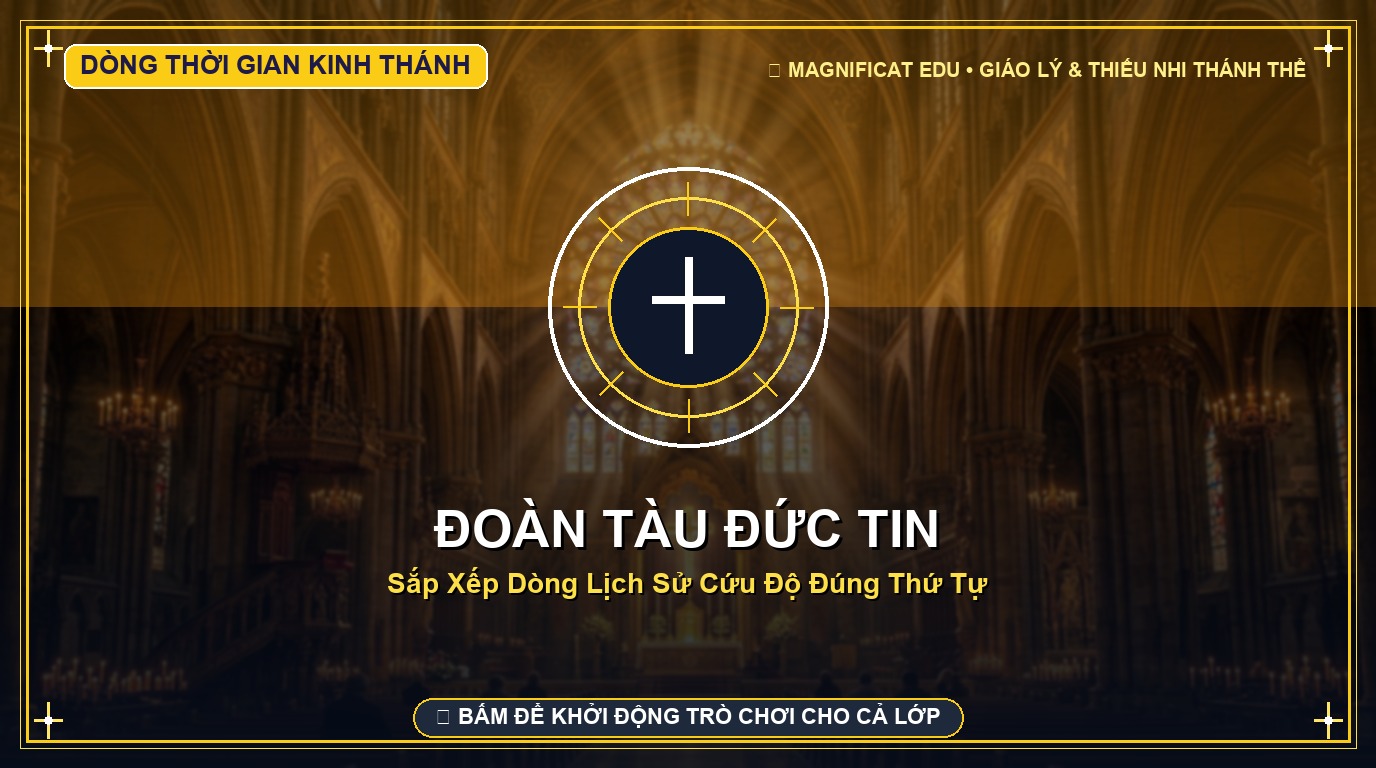 DÒNG THỜI GIAN KINH THÁNH
MAGNIFICAT EDU • GIÁO LÝ & THIẾU NHI THÁNH THỂ
ĐOÀN TÀU ĐỨC TIN
Sắp Xếp Dòng Lịch Sử Cứu Độ Đúng Thứ Tự
BẤM ĐỂ KHỞI ĐỘNG TRÒ CHƠI CHO CẢ LỚP